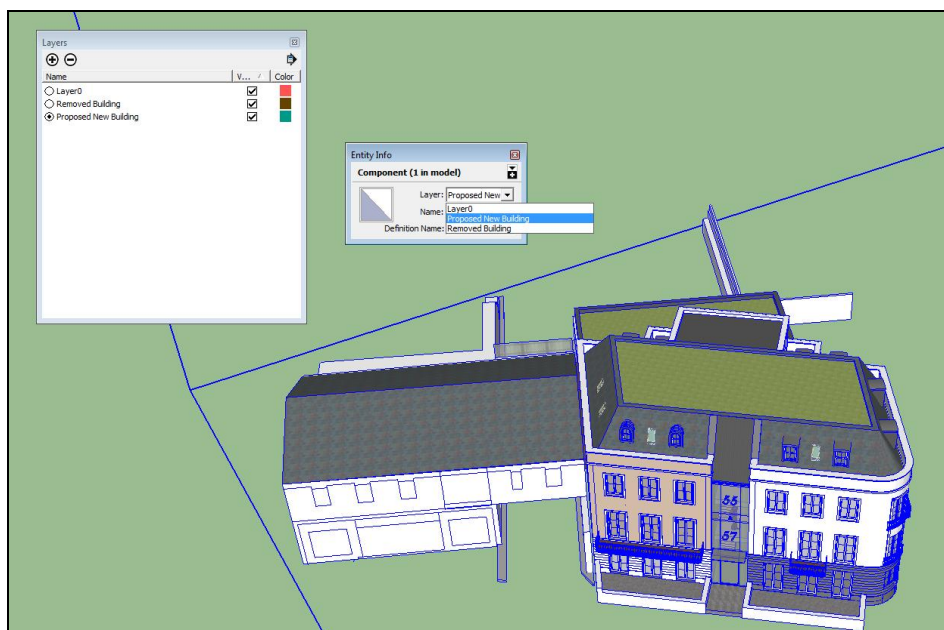 Layers
Name V... / Color
Layer0
Removed Building
Proposed New Building
Entity Info
Component (1 in model)
Layer: Proposed New
Name:
Layer0
Proposed New Building
Definition Name: Removed Building
55
57